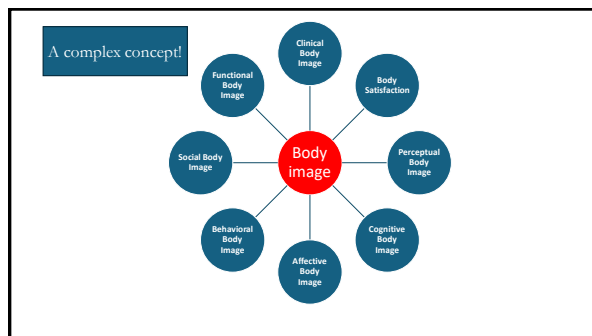 A complex concept!
Clinical
Body
Image
Functional
Body
Image
Body
Satisfaction
Social Body
Image
Body
image
Perceptual
Body
Image
Behavioral
Body
Image
Cognitive
Body
Image
Affective
Body
Image